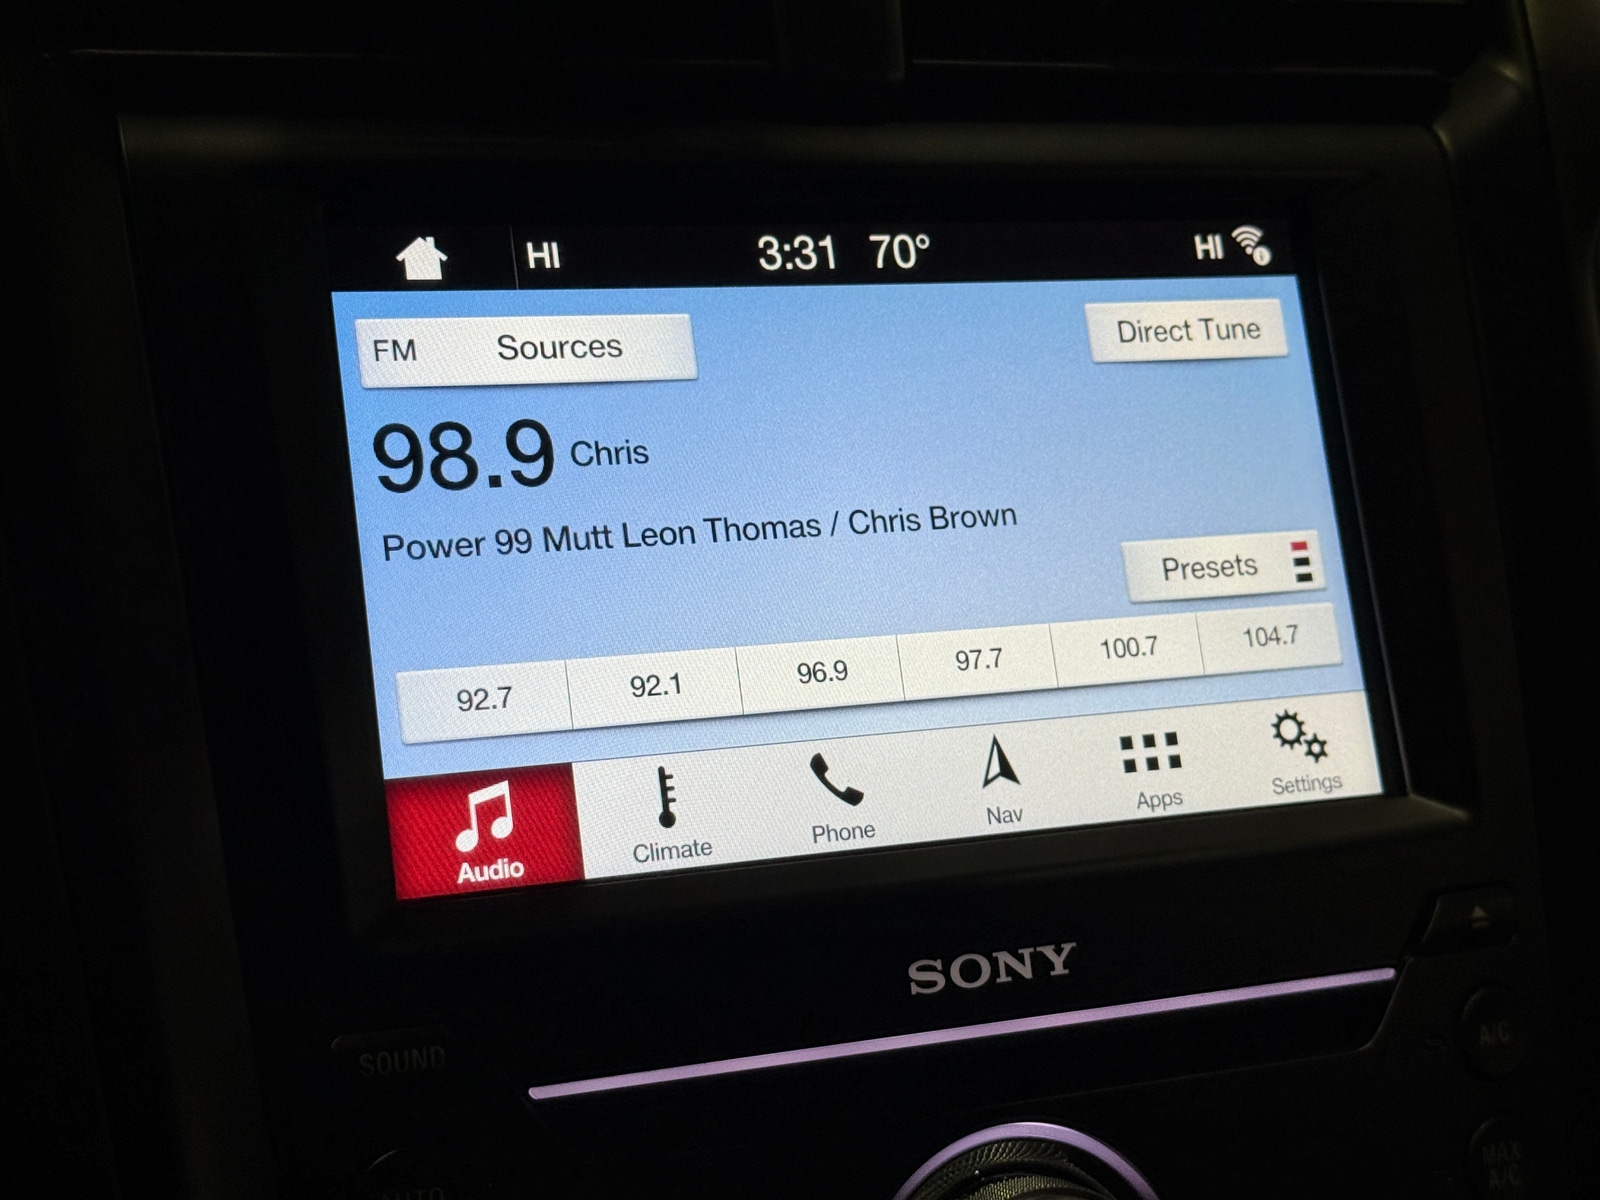 HI 3:31 70° HI
FM Sources Direct Tune
98.9 Chris
Power 99 Mutt Leon Thomas / Chris Brown
Presets
92.7 92.1 96.9 97.7 100.7 104.7
Audio Climate Phone Nav Apps Settings
SONY
SOUND
A/C
AUTO
MAX
A/C